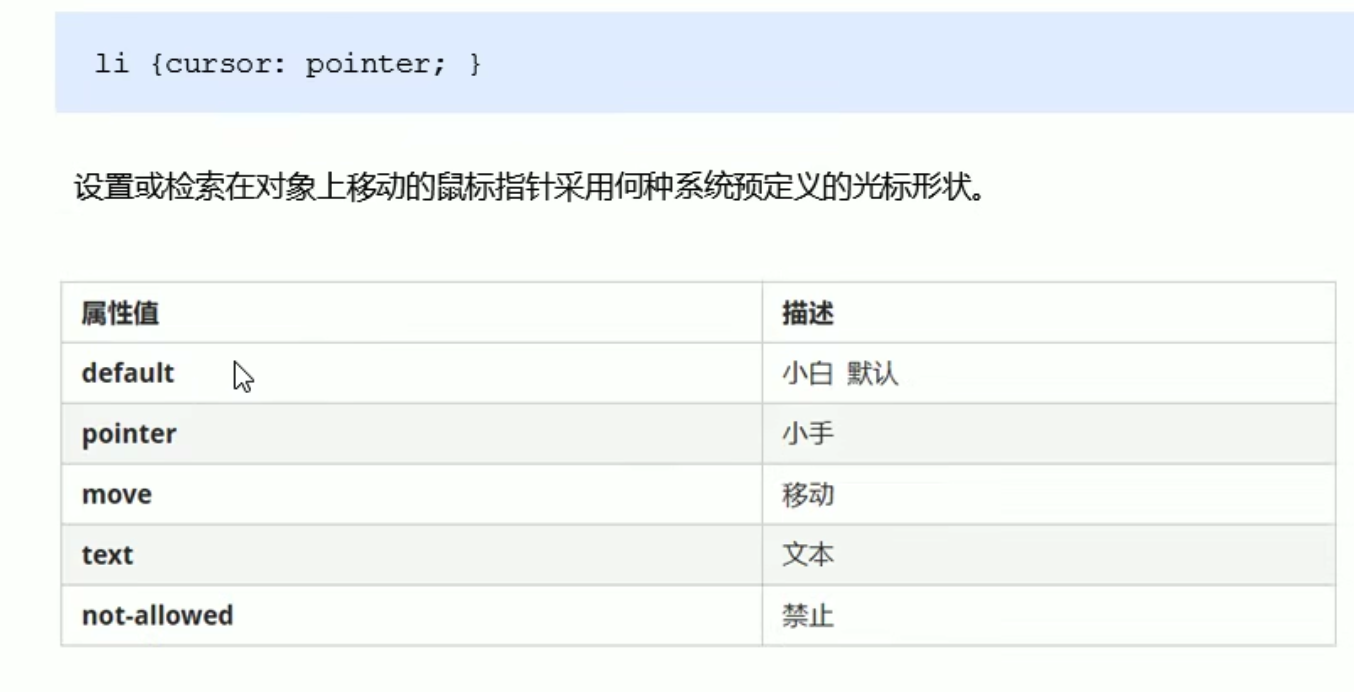 li {cursor: pointer; }
设置或检索在对象上移动的鼠标指针采用何种系统预定义的光标形状。
属性值 描述
default 小白 默认
pointer 小手
move 移动
text 文本
not-allowed 禁止